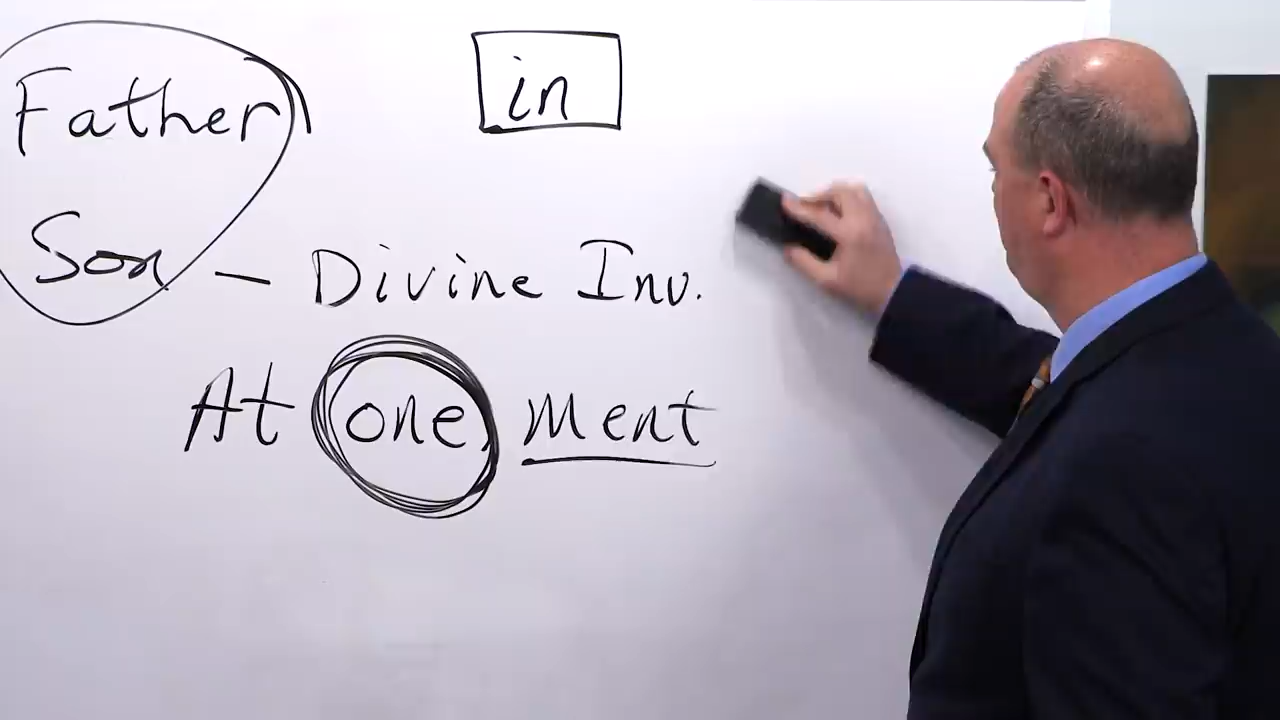 Father
in
Son - Divine Inv.
At one ment